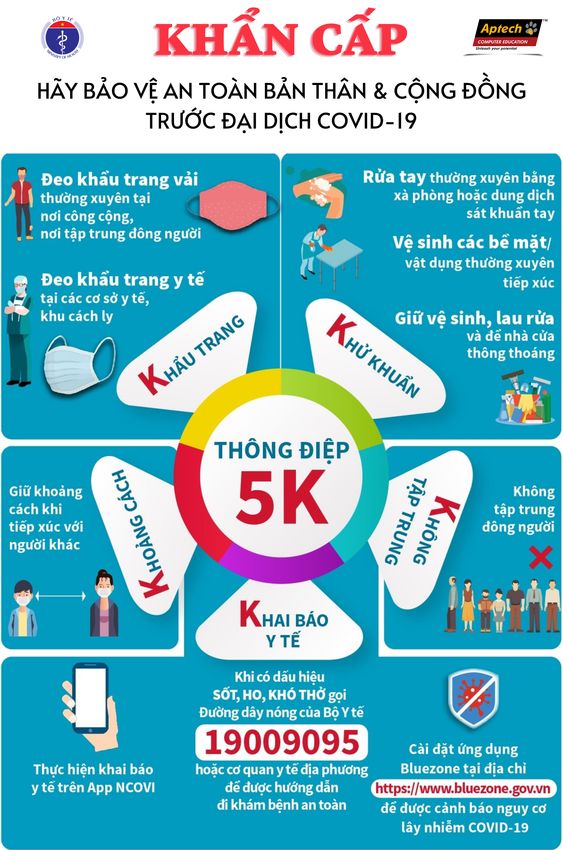 BỘ Y TẾ
MINISTRY OF HEALTH
KHẨN CẤP
Aptech
COMPUTER EDUCATION
Unleash your potential
HÃY BẢO VỆ AN TOÀN BẢN THÂN & CỘNG ĐỒNG
TRƯỚC ĐẠI DỊCH COVID-19
Đeo khẩu trang vải
thường xuyên tại
nơi công cộng,
nơi tập trung đông người
Đeo khẩu trang y tế
tại các cơ sở y tế,
khu cách ly
KHẨU TRANG
Rửa tay thường xuyên bằng
xà phòng hoặc dung dịch
sát khuẩn tay
Vệ sinh các bề mặt/
vật dụng thường xuyên
tiếp xúc
Giữ vệ sinh, lau rửa
và để nhà cửa
thông thoáng
KHỬ KHUẨN
THÔNG ĐIỆP
5K
Giữ khoảng
cách khi
tiếp xúc với
người khác
KHOẢNG CÁCH
KHÔNG
TẬP TRUNG
Không
tập trung
đông người
KHAI BÁO
Y TẾ
Thực hiện khai báo
y tế trên App NCOVI
Khi có dấu hiệu
SỐT, HO, KHÓ THỞ gọi
Đường dây nóng của Bộ Y tế
19009095
hoặc cơ quan y tế địa phương
để được hướng dẫn
đi khám bệnh an toàn
Cài đặt ứng dụng
Bluezone tại địa chỉ
https://www.bluezone.gov.vn
để được cảnh báo nguy cơ
lây nhiễm COVID-19